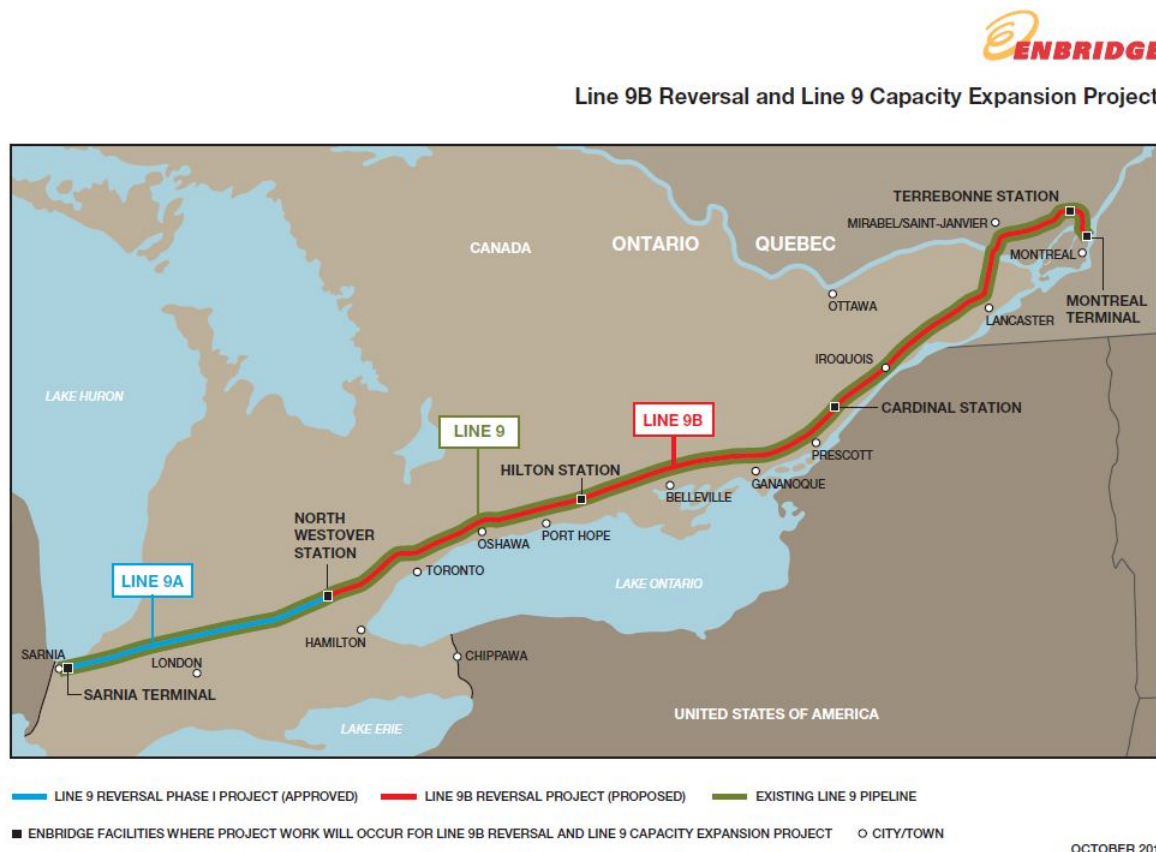 ENBRIDGE
Line 9B Reversal and Line 9 Capacity Expansion Project
TERREBONNE STATION
MIRABEL/SAINT-JANVIER
CANADA
ONTARIO
QUEBEC
MONTREAL
OTTAWA
MONTREAL
TERMINAL
LANCASTER
IROQUOIS
LAKE HURON
CARDINAL STATION
LINE 9B
LINE 9
PRESCOTT
HILTON STATION
GANANOQUE
BELLEVILLE
NORTH
WESTOVER
STATION
PORT HOPE
OSHAWA
TORONTO
LAKE ONTARIO
LINE 9A
HAMILTON
CHIPPAWA
SARNIA
LONDON
SARNIA TERMINAL
UNITED STATES OF AMERICA
LAKE ERIE
LINE 9 REVERSAL PHASE I PROJECT (APPROVED)
LINE 9B REVERSAL PROJECT (PROPOSED)
EXISTING LINE 9 PIPELINE
ENBRIDGE FACILITIES WHERE PROJECT WORK WILL OCCUR FOR LINE 9B REVERSAL AND LINE 9 CAPACITY EXPANSION PROJECT
CITY/TOWN
OCTOBER 201